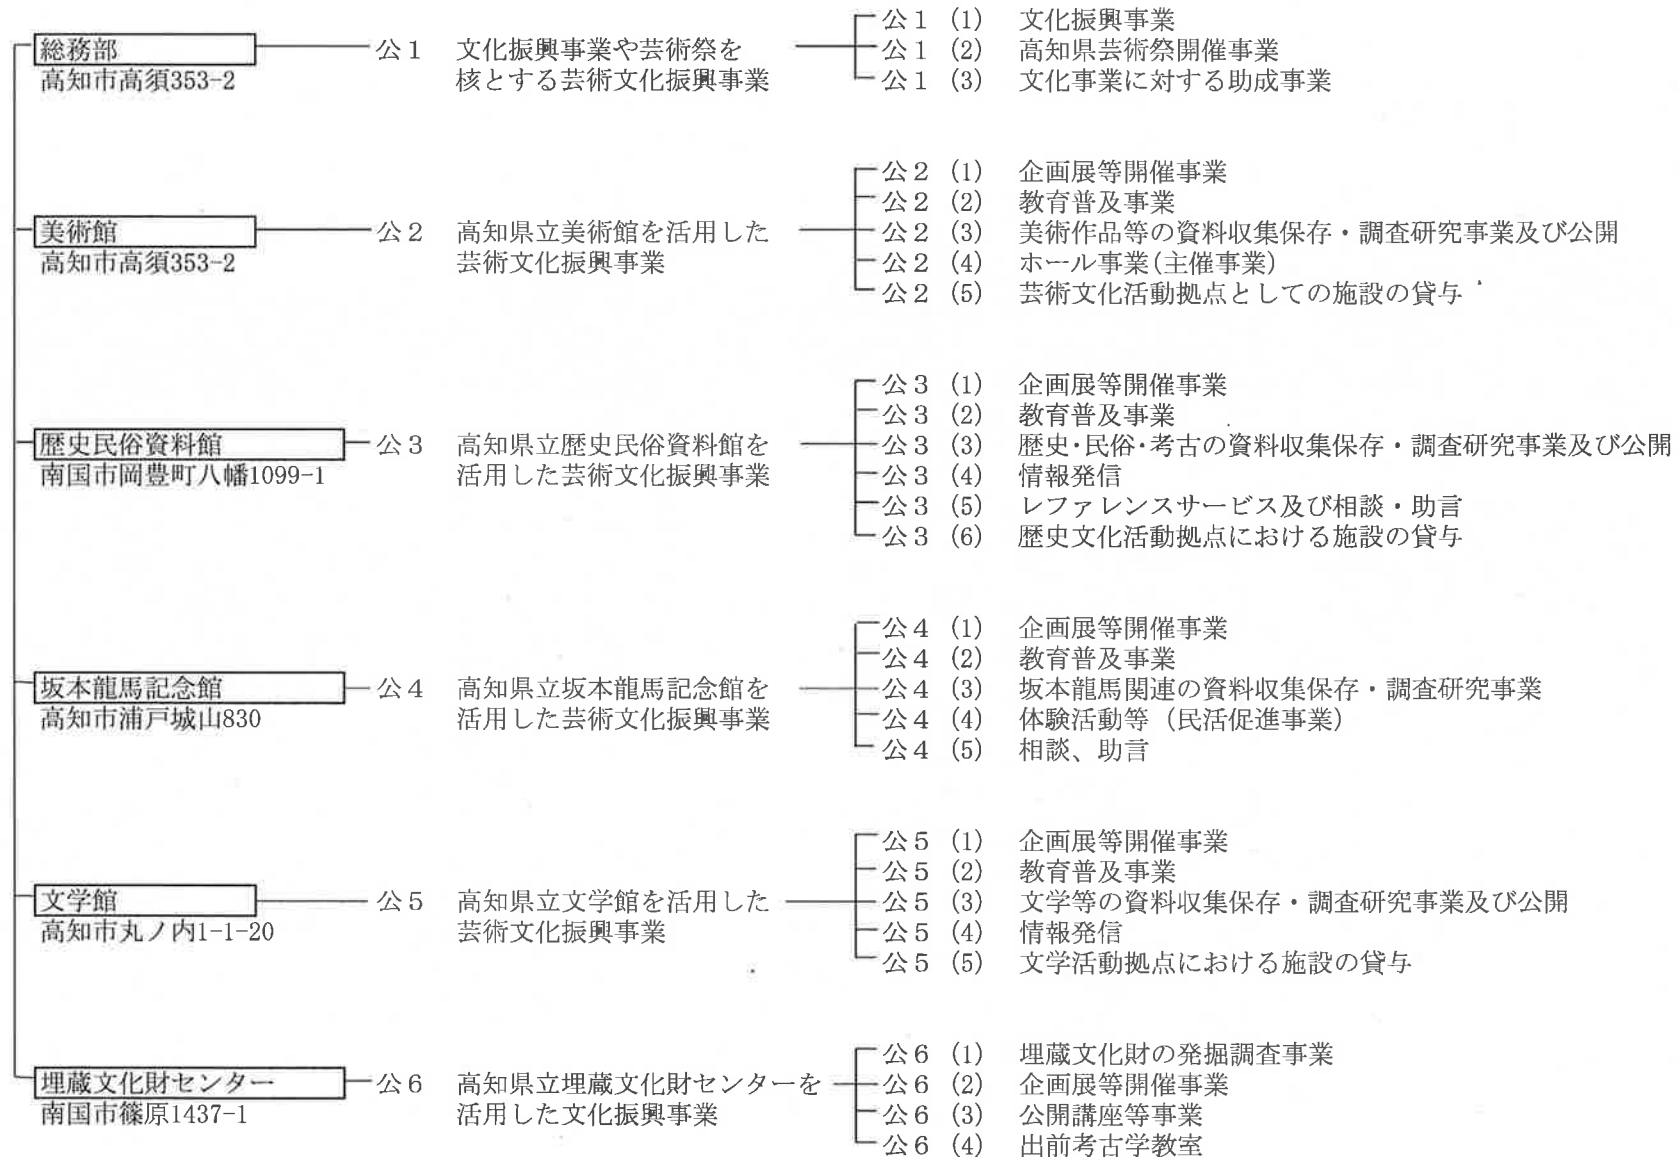 総務部
高知市高須353-2
公1 文化振興事業や芸術祭を
核とする芸術文化振興事業
公1 (1) 文化振興事業
公1 (2) 高知県芸術祭開催事業
公1 (3) 文化事業に対する助成事業
美術館
高知市高須353-2
公2 高知県立美術館を活用した
芸術文化振興事業
公2 (1) 企画展等開催事業
公2 (2) 教育普及事業
公2 (3) 美術作品等の資料収集保存・調査研究事業及び公開
公2 (4) ホール事業(主催事業)
公2 (5) 芸術文化活動拠点としての施設の貸与
歴史民俗資料館
南国市岡豊町八幡1099-1
公3 高知県立歴史民俗資料館を
活用した芸術文化振興事業
公3 (1) 企画展等開催事業
公3 (2) 教育普及事業
公3 (3) 歴史・民俗・考古の資料収集保存・調査研究事業及び公開
公3 (4) 情報発信
公3 (5) レファレンスサービス及び相談・助言
公3 (6) 歴史文化活動拠点における施設の貸与
坂本龍馬記念館
高知市浦戸城山830
公4 高知県立坂本龍馬記念館を
活用した芸術文化振興事業
公4 (1) 企画展等開催事業
公4 (2) 教育普及事業
公4 (3) 坂本龍馬関連の資料収集保存・調査研究事業
公4 (4) 体験活動等（民活促進事業）
公4 (5) 相談、助言
文学館
高知市丸ノ内1-1-20
公5 高知県立文学館を活用した
芸術文化振興事業
公5 (1) 企画展等開催事業
公5 (2) 教育普及事業
公5 (3) 文学等の資料収集保存・調査研究事業及び公開
公5 (4) 情報発信
公5 (5) 文学活動拠点における施設の貸与
埋蔵文化財センター
南国市篠原1437-1
公6 高知県立埋蔵文化財センターを
活用した文化振興事業
公6 (1) 埋蔵文化財の発掘調査事業
公6 (2) 企画展等開催事業
公6 (3) 公開講座等事業
公6 (4) 出前考古学教室